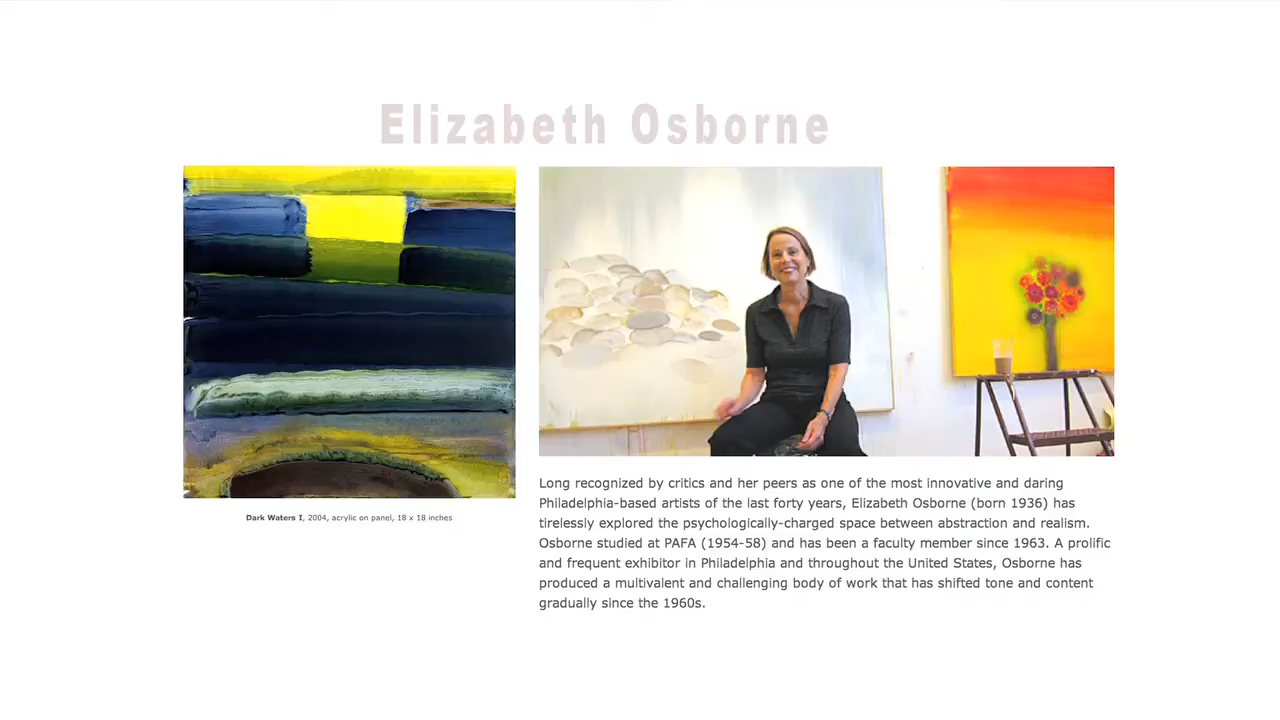 Elizabeth Osborne
Dark Waters I, 2004, acrylic on panel, 18 x 18 inches
Long recognized by critics and her peers as one of the most innovative and daring
Philadelphia-based artists of the last forty years, Elizabeth Osborne (born 1936) has
tirelessly explored the psychologically-charged space between abstraction and realism.
Osborne studied at PAFA (1954-58) and has been a faculty member since 1963. A prolific
and frequent exhibitor in Philadelphia and throughout the United States, Osborne has
produced a multivalent and challenging body of work that has shifted tone and content
gradually since the 1960s.